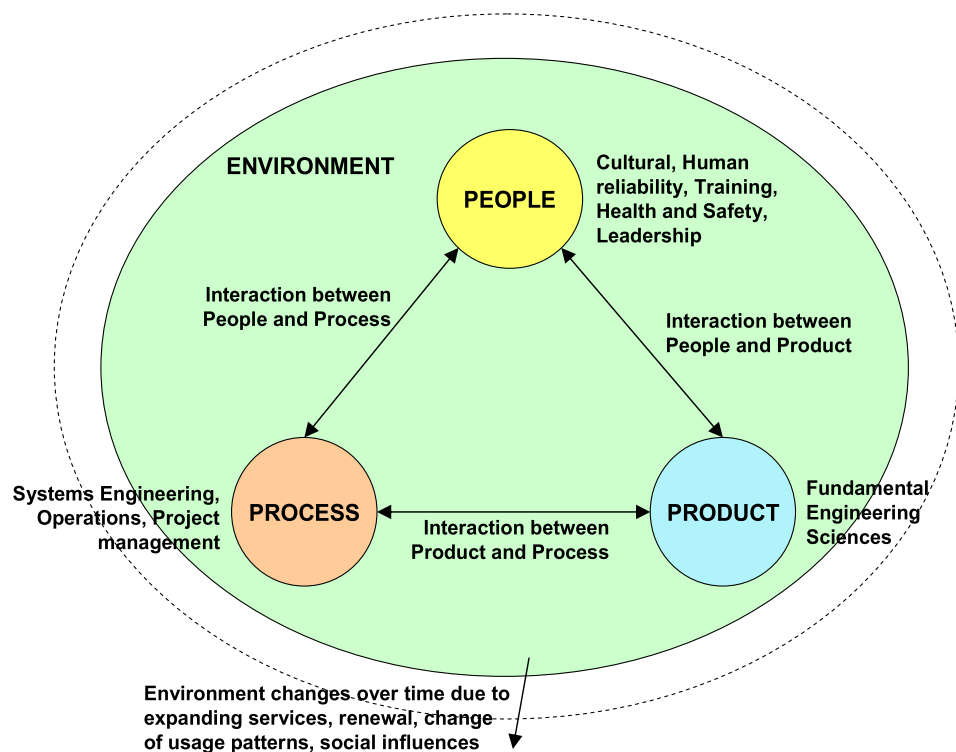 ENVIRONMENT
PEOPLE
Cultural, Human
reliability, Training,
Health and Safety,
Leadership
Interaction between
People and Process
Interaction between
People and Product
Systems Engineering,
Operations, Project
management
PROCESS
Interaction between
Product and Process
PRODUCT
Fundamental
Engineering
Sciences
Environment changes over time due to
expanding services, renewal, change
of usage patterns, social influences